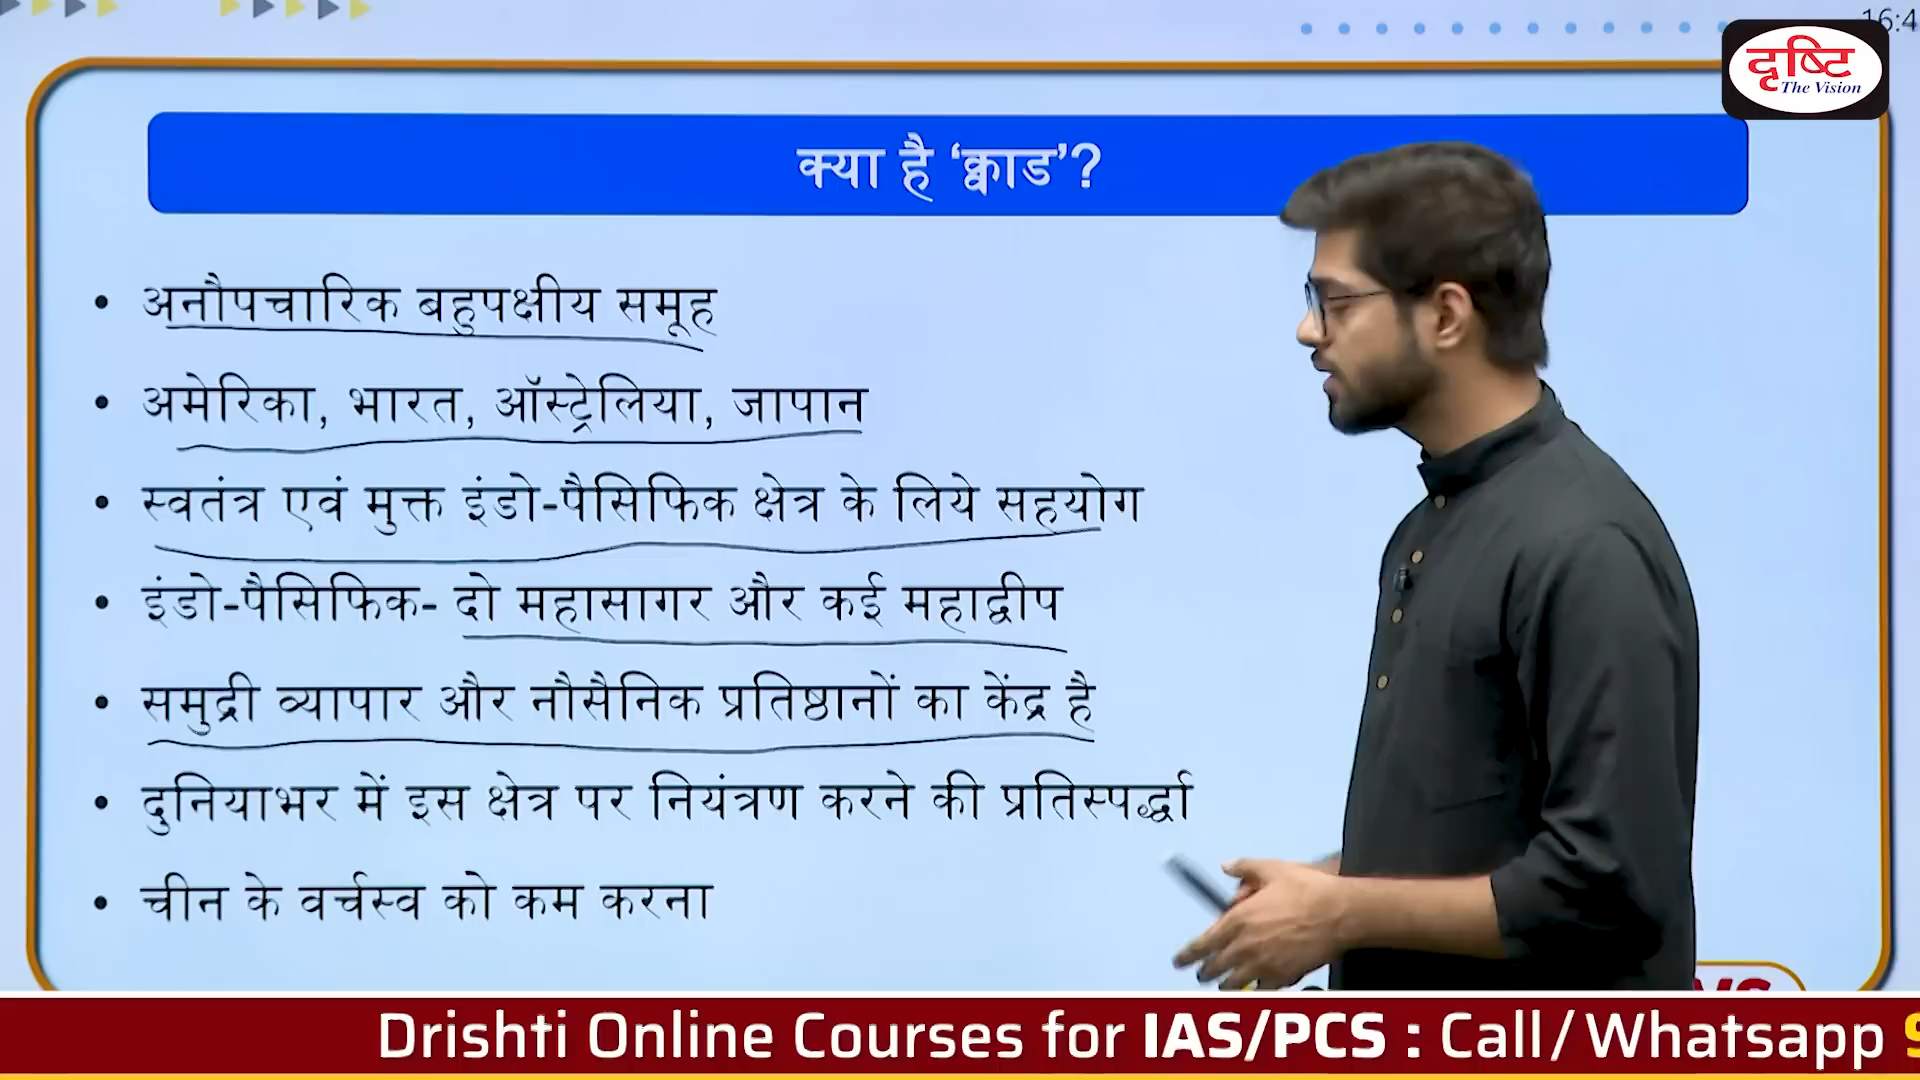 16:4
दृष्टि
The Vision
क्या है ‘क्वाड’?
• अनौपचारिक बहुपक्षीय समूह
• अमेरिका, भारत, ऑस्ट्रेलिया, जापान
• स्वतंत्र एवं मुक्त इंडो-पैसिफिक क्षेत्र के लिये सहयोग
• इंडो-पैसिफिक- दो महासागर और कई महाद्वीप
• समुद्री व्यापार और नौसैनिक प्रतिष्ठानों का केंद्र है
• दुनियाभर में इस क्षेत्र पर नियंत्रण करने की प्रतिस्पर्द्धा
• चीन के वर्चस्व को कम करना
Drishti Online Courses for IAS/PCS : Call/Whatsapp 9